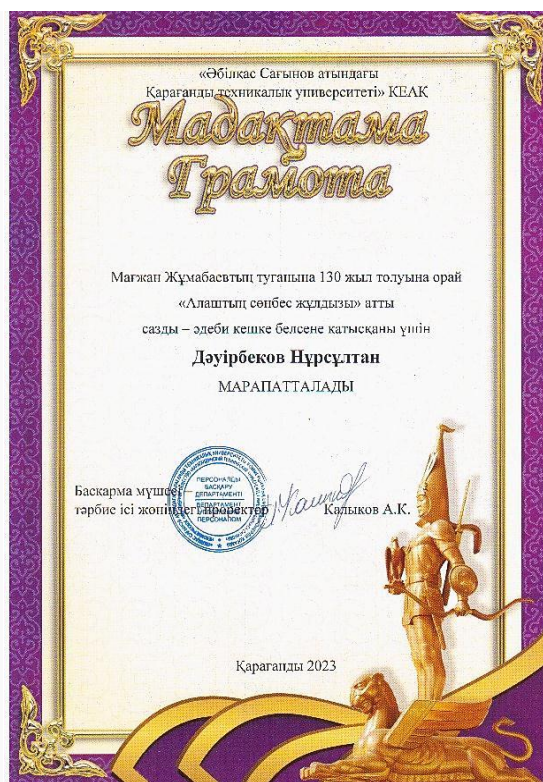 «Әбілқас Сағынов атындағы
Қарағанды техникалық университеті» КЕАҚ
Мадақтама
Грамота
Мағжан Жұмабаевтың туғанына 130 жыл толуына орай
«Алаштың сөнбес жұлдызы» атты
сазды – әдеби кешке белсене қатысқаны үшін
Дәуірбеков Нұрсұлтан
МАРАПАТТАЛАДЫ
ПЕРСОНАЛДЫ
БАСҚАРУ
ДЕПАРТАМЕНТІ
ДЕПАРТАМЕНТ
ПЕРСОНАЛОМ
Басқарма мүшесі –
тәрбие ісі жөніндегі проректор Калыков А.К.
Қарағанды 2023